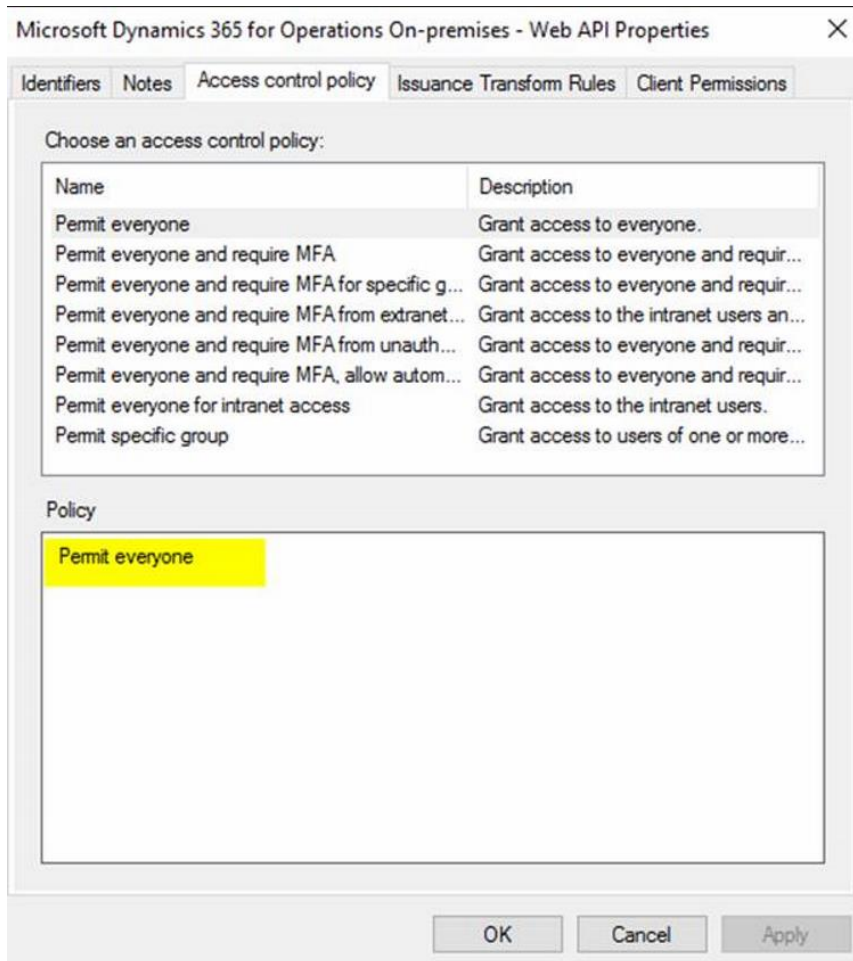 Microsoft Dynamics 365 for Operations On-premises - Web API Properties
Identifiers Notes Access control policy Issuance Transform Rules Client Permissions
Choose an access control policy:
Name Description
Permit everyone Grant access to everyone.
Permit everyone and require MFA Grant access to everyone and requir...
Permit everyone and require MFA for specific g... Grant access to everyone and requir...
Permit everyone and require MFA from extranet... Grant access to the intranet users an...
Permit everyone and require MFA from unauth... Grant access to everyone and requir...
Permit everyone and require MFA, allow autom... Grant access to everyone and requir...
Permit everyone for intranet access Grant access to the intranet users.
Permit specific group Grant access to users of one or more...
Policy
Permit everyone
OK Cancel Apply